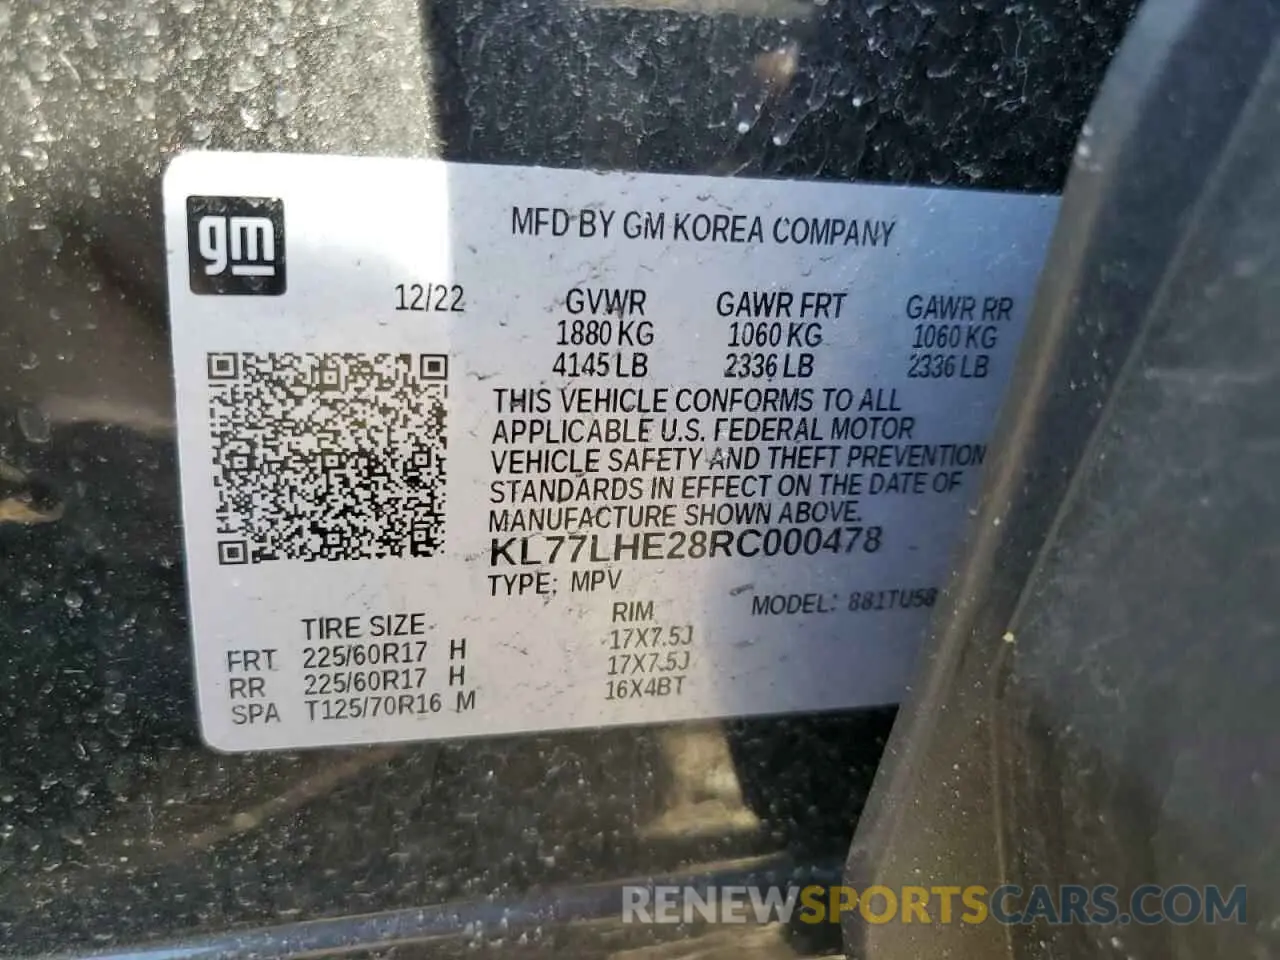 gm
MFD BY GM KOREA COMPANY
12/22
GVWR GAWR FRT GAWR RR
1880 KG 1060 KG 1060 KG
4145 LB 2336 LB 2336 LB
THIS VEHICLE CONFORMS TO ALL
APPLICABLE U.S. FEDERAL MOTOR
VEHICLE SAFETY AND THEFT PREVENTION
STANDARDS IN EFFECT ON THE DATE OF
MANUFACTURE SHOWN ABOVE.
KL77LHE28RC000478
TYPE: MPV
MODEL: 881TU58
TIRE SIZE RIM
FRT 225/60R17 H 17X7.5J
RR 225/60R17 H 17X7.5J
SPA T125/70R16 M 16X4BT
RENEWSPORTSCARS.COM